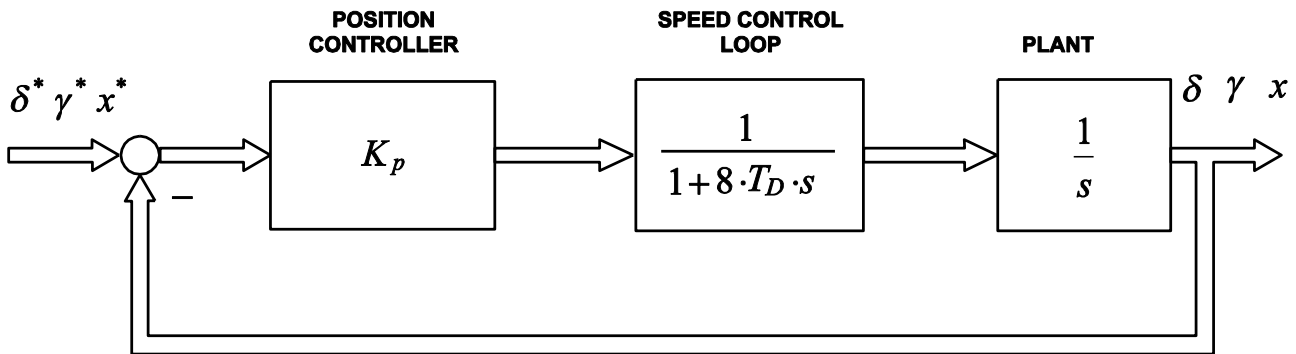 POSITION
CONTROLLER
SPEED CONTROL
LOOP
PLANT
δ* γ* x*
δ γ x
K_p
1
1+8·T_D·s
1
s
−